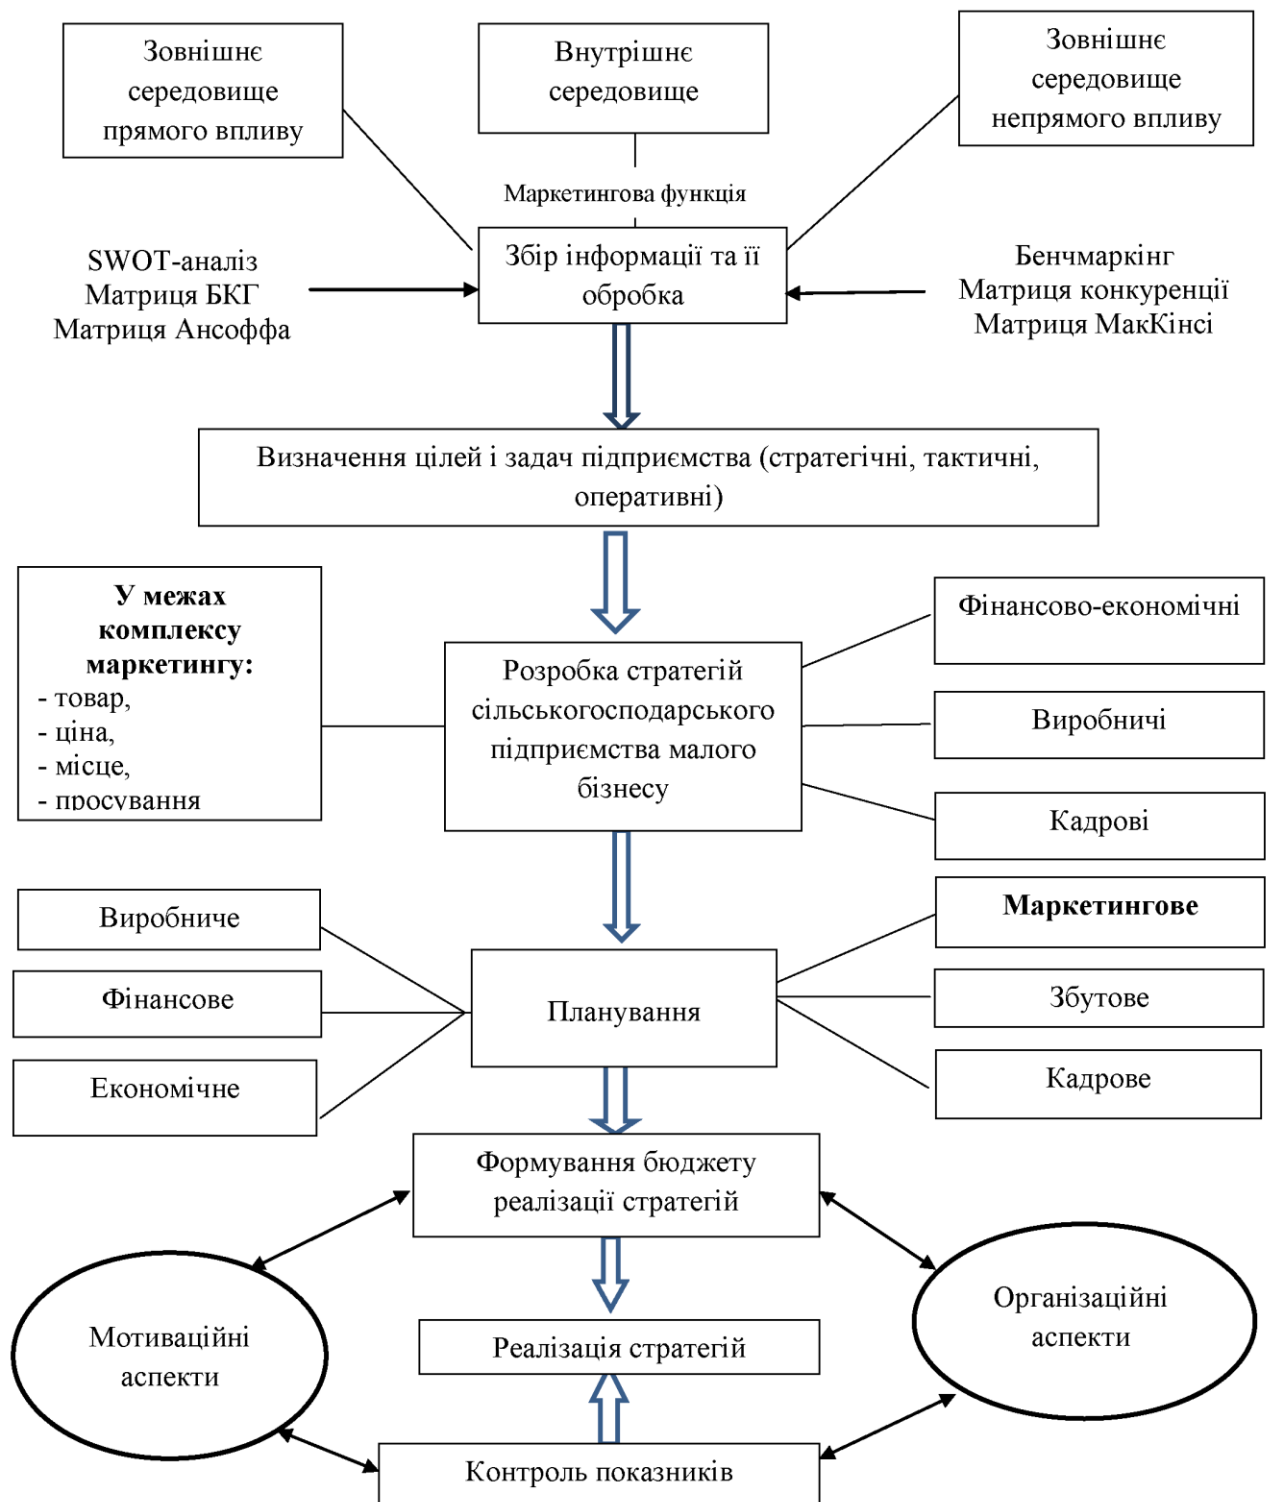 Зовнішнє
середовище
прямого впливу
Внутрішнє
середовище
Зовнішнє
середовище
непрямого впливу
Маркетингова функція
SWOT-аналіз
Матриця БКГ
Матриця Ансоффа
Збір інформації та її
обробка
Бенчмаркінг
Матриця конкуренції
Матриця МакКінсі
Визначення цілей і задач підприємства (стратегічні, тактичні,
оперативні)
У межах
комплексу
маркетингу:
- товар,
- ціна,
- місце,
- просування
Розробка стратегій
сільськогосподарського
підприємства малого
бізнесу
Фінансово-економічні
Виробничі
Кадрові
Виробниче
Фінансове
Економічне
Планування
Маркетингове
Збутове
Кадрове
Формування бюджету
реалізації стратегій
Мотиваційні
аспекти
Організаційні
аспекти
Реалізація стратегій
Контроль показників